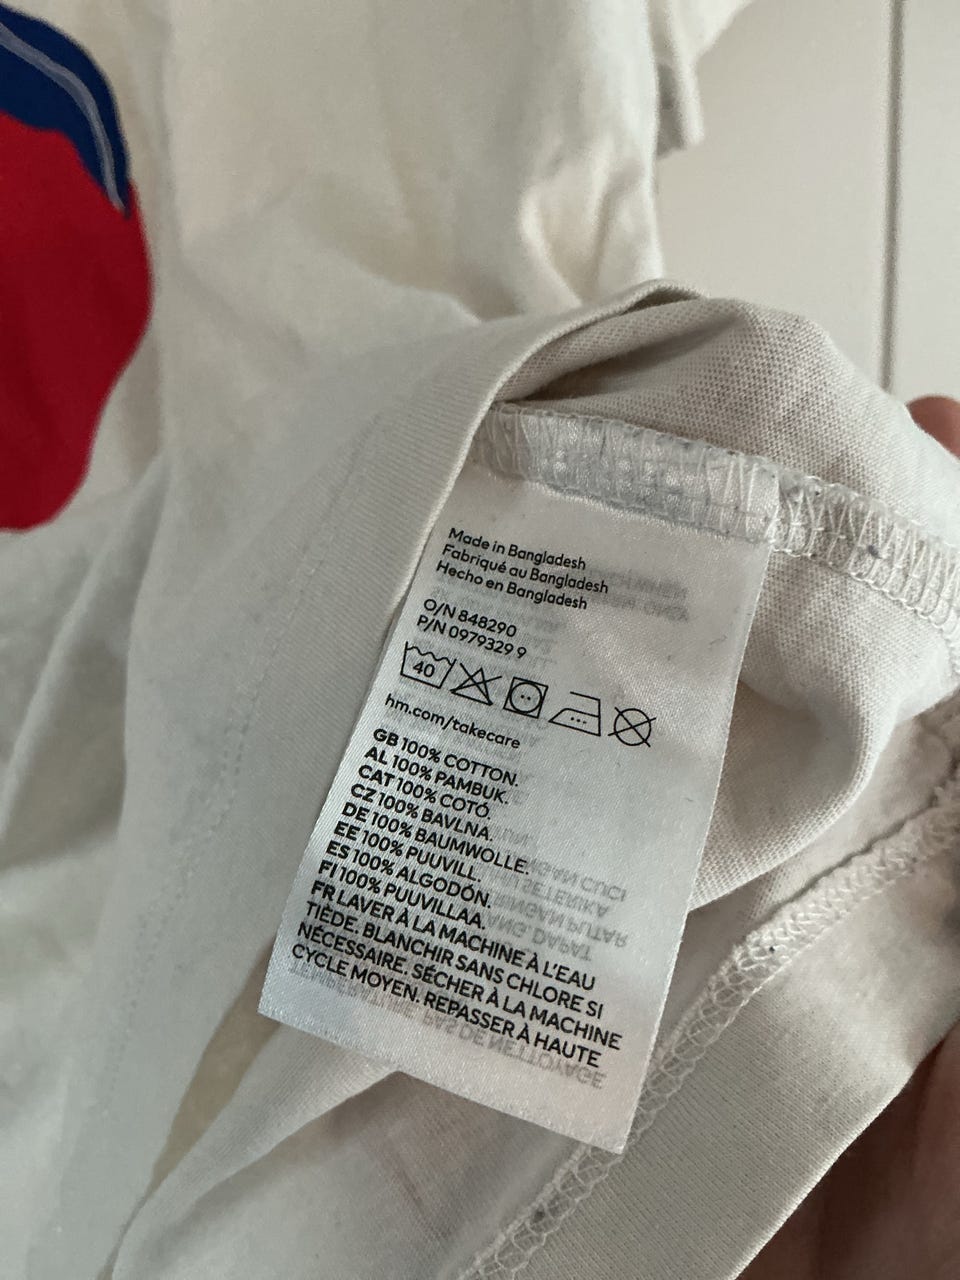 Made in Bangladesh
Fabriqué au Bangladesh
Hecho en Bangladesh
O/N 848290
P/N 0979329 9
40
hm.com/takecare
GB 100% COTTON.
AL 100% PAMBUK.
CAT 100% COTÓ.
CZ 100% BAVLNA.
DE 100% BAUMWOLLE.
EE 100% PUUVILL.
ES 100% ALGODÓN.
FI 100% PUUVILLAA.
FR LAVER À LA MACHINE À L'EAU
TIÈDE. BLANCHIR SANS CHLORE SI
NÉCESSAIRE. SÉCHER À LA MACHINE
CYCLE MOYEN. REPASSER À HAUTE